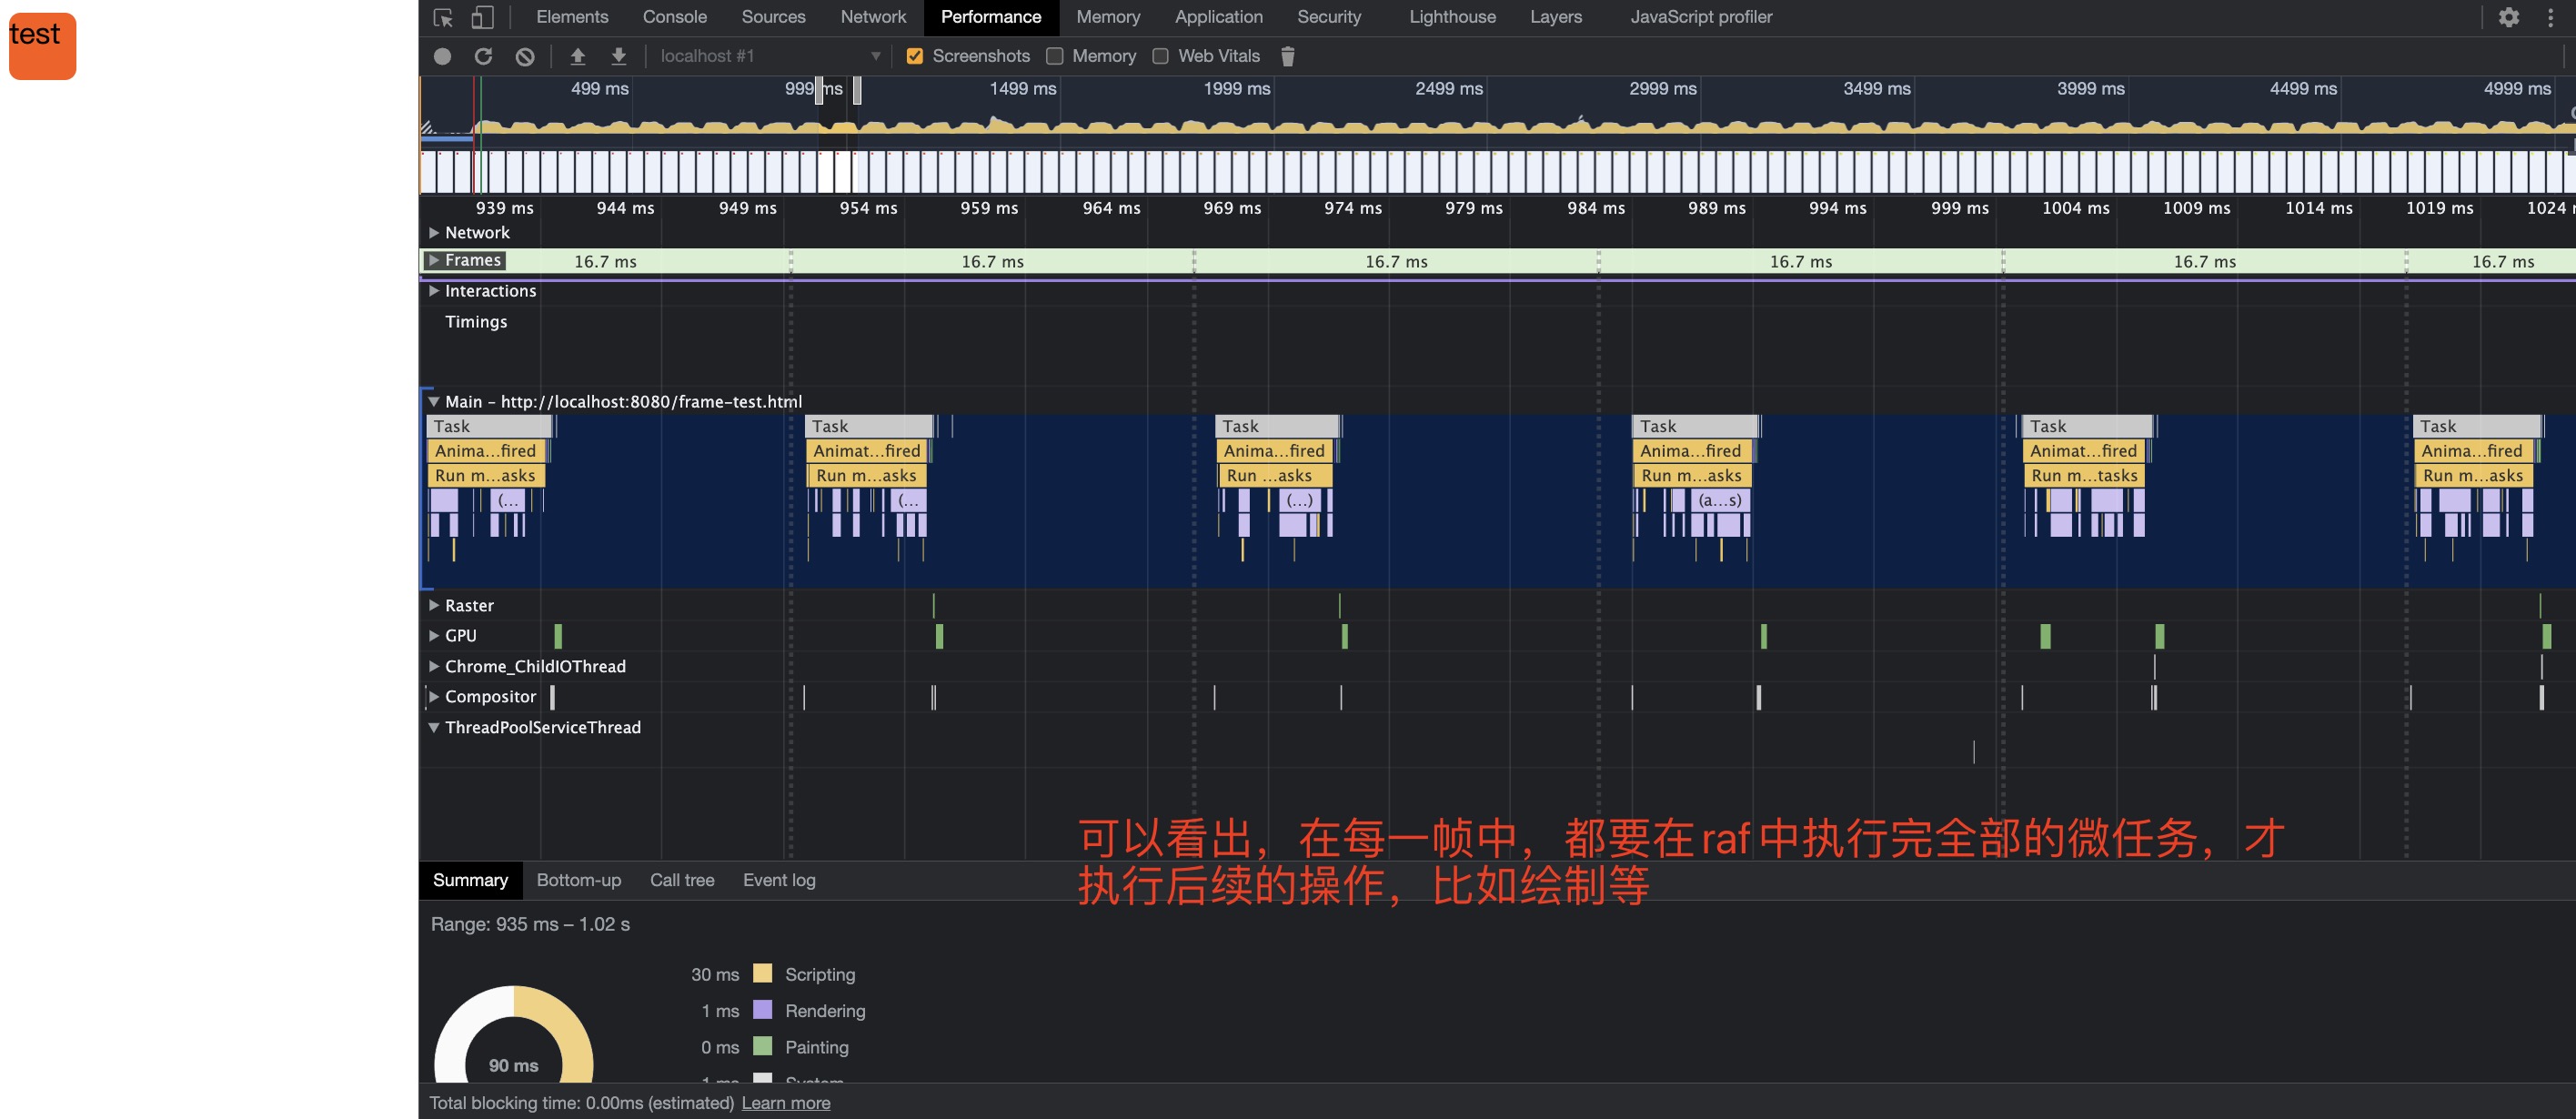 test
Elements Console Sources Network Performance Memory Application Security Lighthouse Layers JavaScript profiler
localhost #1 Screenshots Memory Web Vitals
499 ms 999 ms 1499 ms 1999 ms 2499 ms 2999 ms 3499 ms 3999 ms 4499 ms 4999 ms
939 ms 944 ms 949 ms 954 ms 959 ms 964 ms 969 ms 974 ms 979 ms 984 ms 989 ms 994 ms 999 ms 1004 ms 1009 ms 1014 ms 1019 ms 1024
Network
Frames 16.7 ms 16.7 ms 16.7 ms 16.7 ms 16.7 ms 16.7 ms
Interactions
Timings
Main – http://localhost:8080/frame-test.html
Task Task Task Task Task Task
Anima...fired Animat...fired Anima...fired Anima...fired Animat...fired Anima...fired
Run m...asks Run m...asks Run ...asks Run m...asks Run m...tasks Run m...asks
(... (... (...) (a...s)
Raster
GPU
Chrome_ChildIOThread
Compositor
ThreadPoolServiceThread
可以看出，在每一帧中，都要在raf中执行完全部的微任务，才
执行后续的操作，比如绘制等
Summary Bottom-up Call tree Event log
Range: 935 ms – 1.02 s
30 ms Scripting
1 ms Rendering
0 ms Painting
90 ms
1 ms System
Total blocking time: 0.00ms (estimated) Learn more